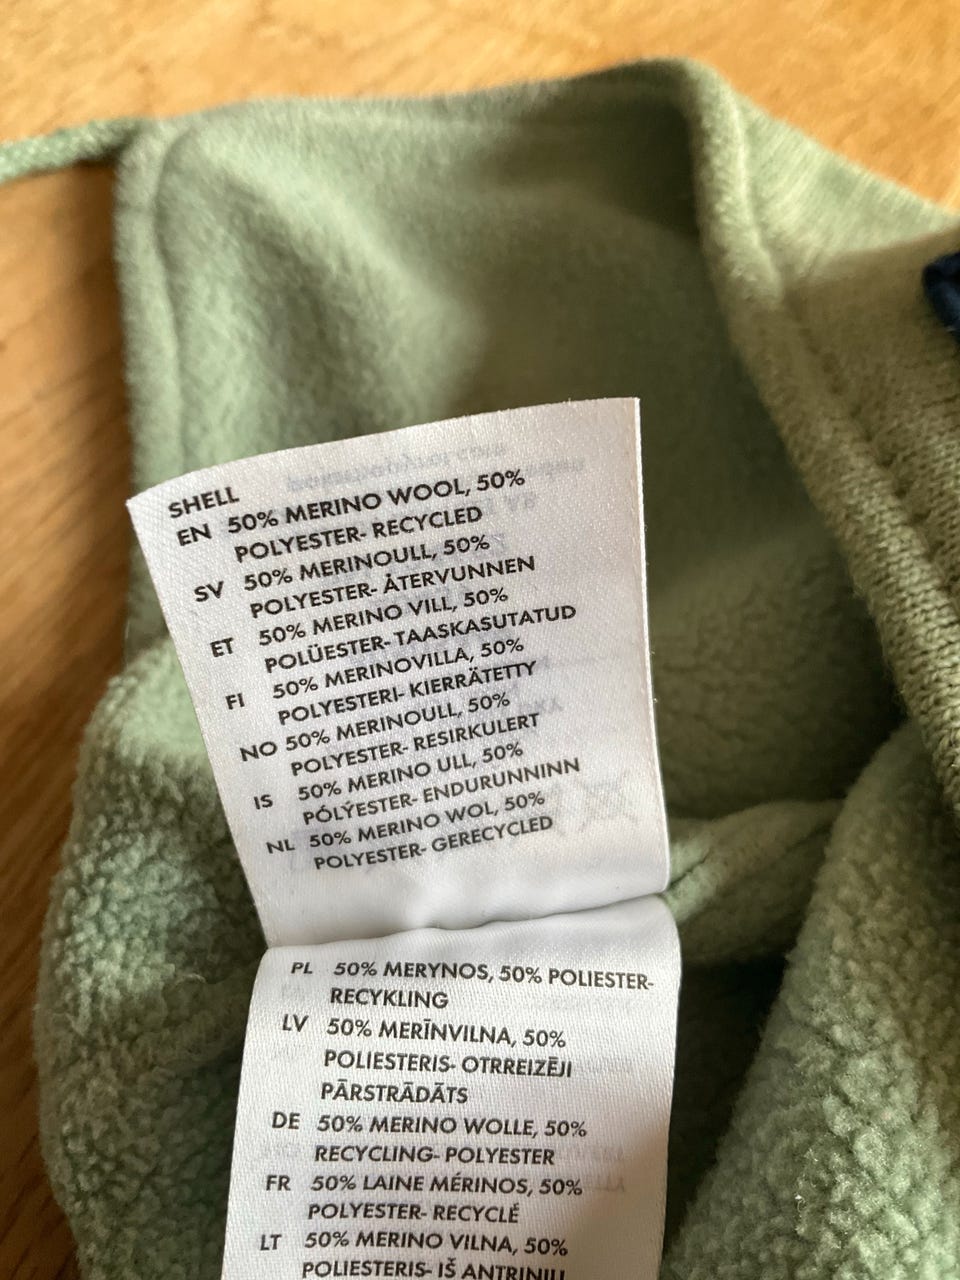 SHELL
EN 50% MERINO WOOL, 50%
POLYESTER- RECYCLED
SV 50% MERINOULL, 50%
POLYESTER- ÅTERVUNNEN
ET 50% MERINO VILL, 50%
POLÜESTER- TAASKASUTATUD
FI 50% MERINOVILLA, 50%
POLYESTERI- KIERRÄTETTY
NO 50% MERINOULL, 50%
POLYESTER- RESIRKULERT
IS 50% MERINO ULL, 50%
PÓLÝESTER- ENDURUNNINN
NL 50% MERINO WOL, 50%
POLYESTER- GERECYCLED
PL 50% MERYNOS, 50% POLIESTER-
RECYKLING
LV 50% MERĪNVILNA, 50%
POLIESTERIS- OTRREIZĒJI
PĀRSTRĀDĀTS
DE 50% MERINO WOLLE, 50%
RECYCLING- POLYESTER
FR 50% LAINE MÉRINOS, 50%
POLYESTER- RECYCLÉ
LT 50% MERINO VILNA, 50%
POLIESTERIS- IŠ ANTRINIŲ